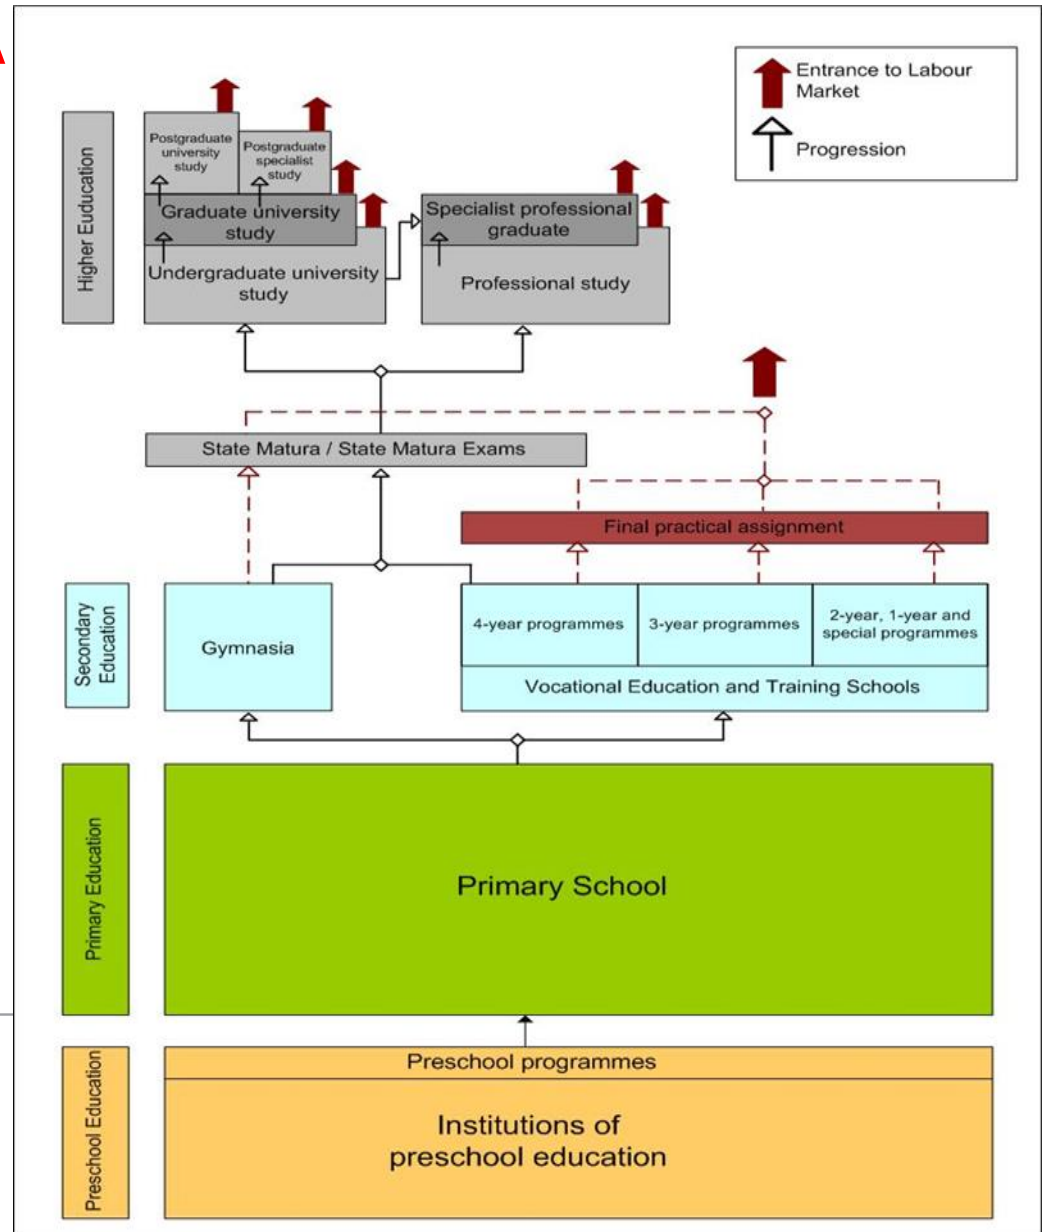 Entrance to Labour
Market
Progression
Higher Euducation
Postgraduate
university
study
Postgraduate
specialist
study
Graduate university
study
Undergraduate university
study
Specialist professional
graduate
Professional study
State Matura / State Matura Exams
Final practical assignment
Secondary
Education
Gymnasia
4-year programmes
3-year programmes
2-year, 1-year and
special programmes
Vocational Education and Training Schools
Primary Education
Primary School
Preschool Education
Preschool programmes
Institutions of
preschool education